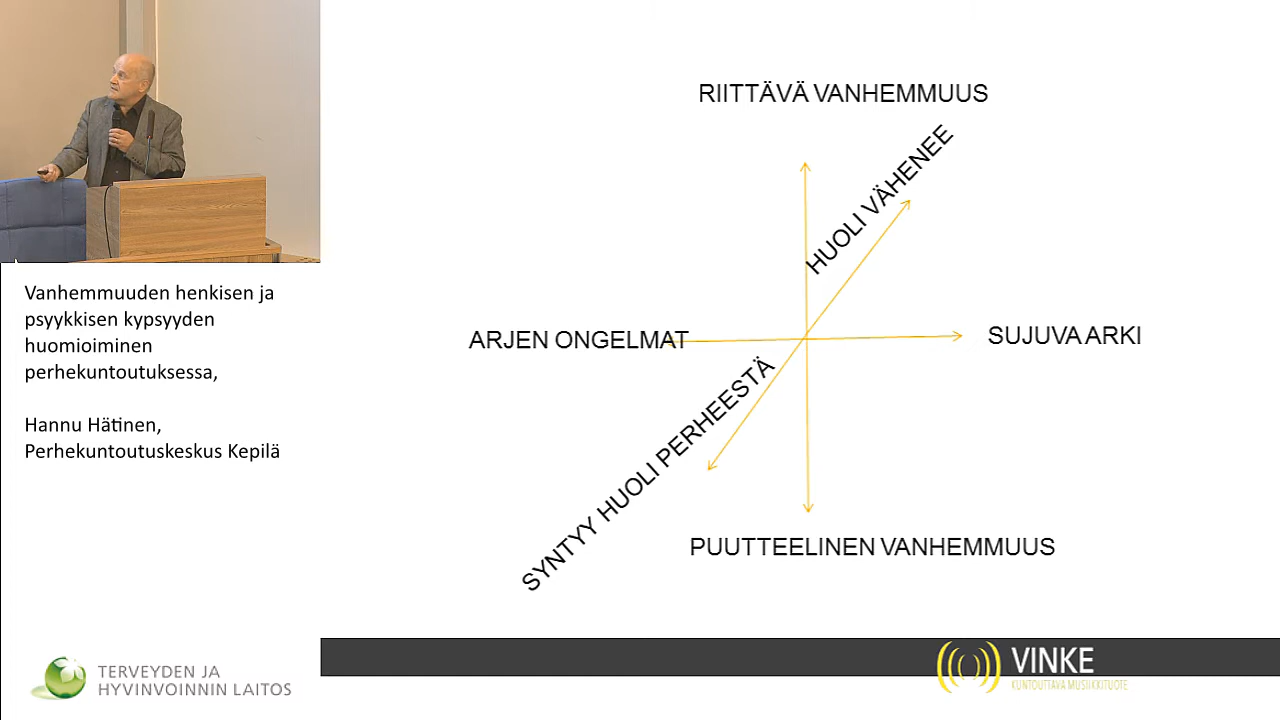 RIITTÄVÄ VANHEMMUUS
HUOLI VÄHENEE
ARJEN ONGELMAT
SUJUVA ARKI
SYNTYY HUOLI PERHEESTÄ
PUUTTEELINEN VANHEMMUUS
Vanhemmuuden henkisen ja
psyykkisen kypsyyden
huomioiminen
perhekuntoutuksessa,
Hannu Hätinen,
Perhekuntoutuskeskus Kepilä
TERVEYDEN JA
HYVINVOINNIN LAITOS
VINKE
KUNTOUTTAVA MUSIIKKITUOTE